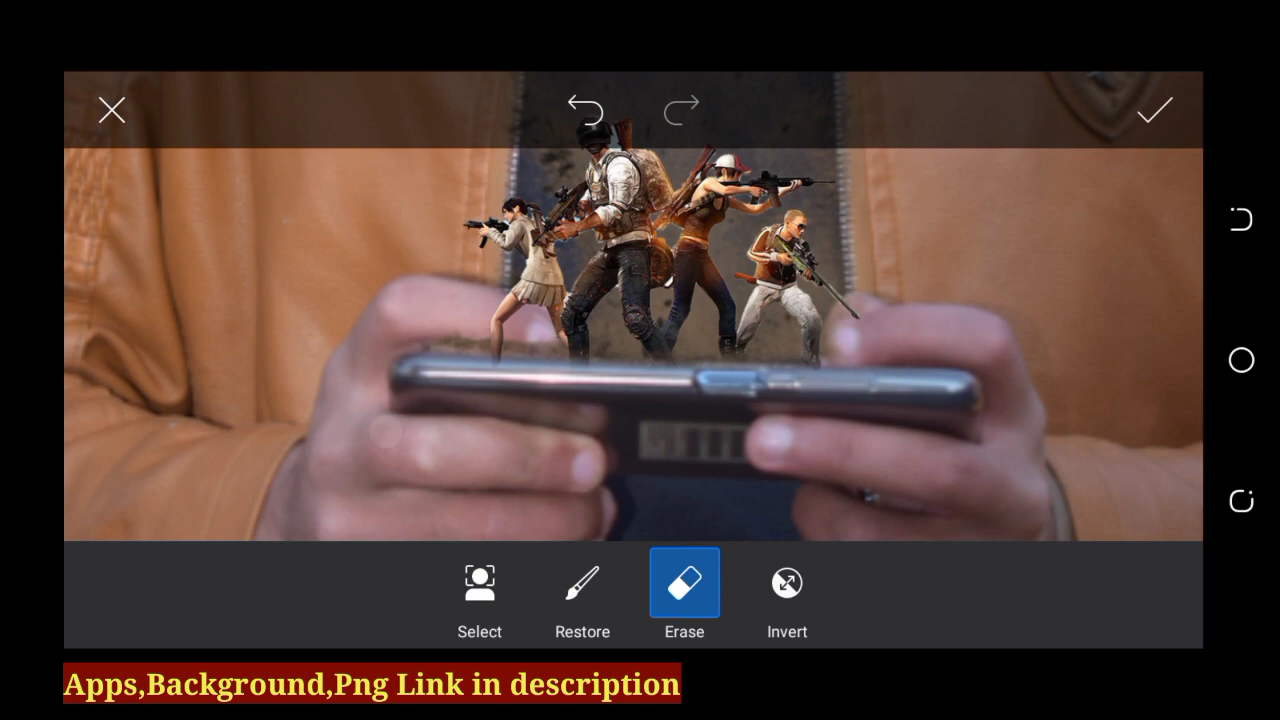 Select
Restore
Erase
Invert
Apps,Background,Png Link in description